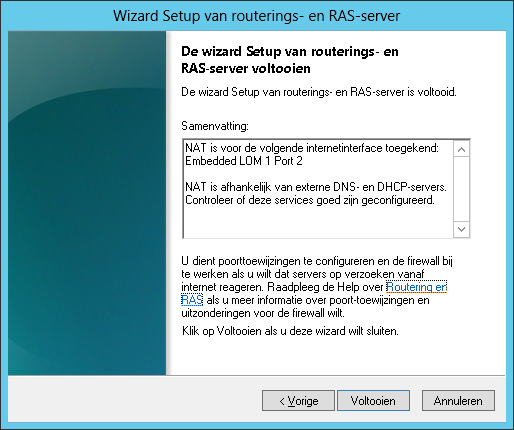 Wizard Setup van routerings- en RAS-server
De wizard Setup van routerings- en
RAS-server voltooien
De wizard Setup van routerings- en RAS-server is voltooid.
Samenvatting:
NAT is voor de volgende internetinterface toegekend:
Embedded LOM 1 Port 2
NAT is afhankelijk van externe DNS- en DHCP-servers.
Controleer of deze services goed zijn geconfigureerd.
U dient poorttoewijzingen te configureren en de firewall bij
te werken als u wilt dat servers op verzoeken vanaf
internet reageren. Raadpleeg de Help over Routering en
RAS als u meer informatie over poort-toewijzingen en
uitzonderingen voor de firewall wilt.
Klik op Voltooien als u deze wizard wilt sluiten.
< Vorige Voltooien Annuleren